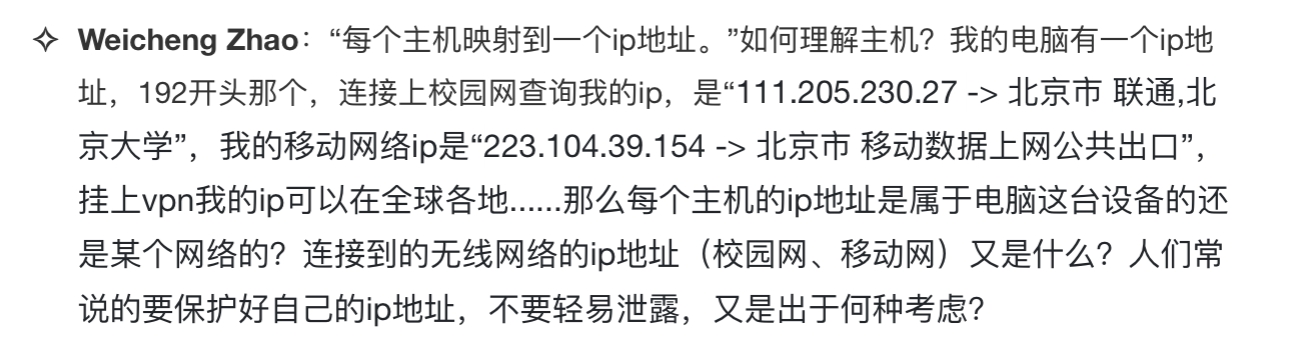 ✧ Weicheng Zhao：“每个主机映射到一个ip地址。”如何理解主机？我的电脑有一个ip地
址，192开头那个，连接上校园网查询我的ip，是“111.205.230.27 -> 北京市 联通,北
京大学”，我的移动网络ip是“223.104.39.154 -> 北京市 移动数据上网公共出口”，
挂上vpn我的ip可以在全球各地......那么每个主机的ip地址是属于电脑这台设备的还
是某个网络的？连接到的无线网络的ip地址（校园网、移动网）又是什么？人们常
说的要保护好自己的ip地址，不要轻易泄露，又是出于何种考虑？